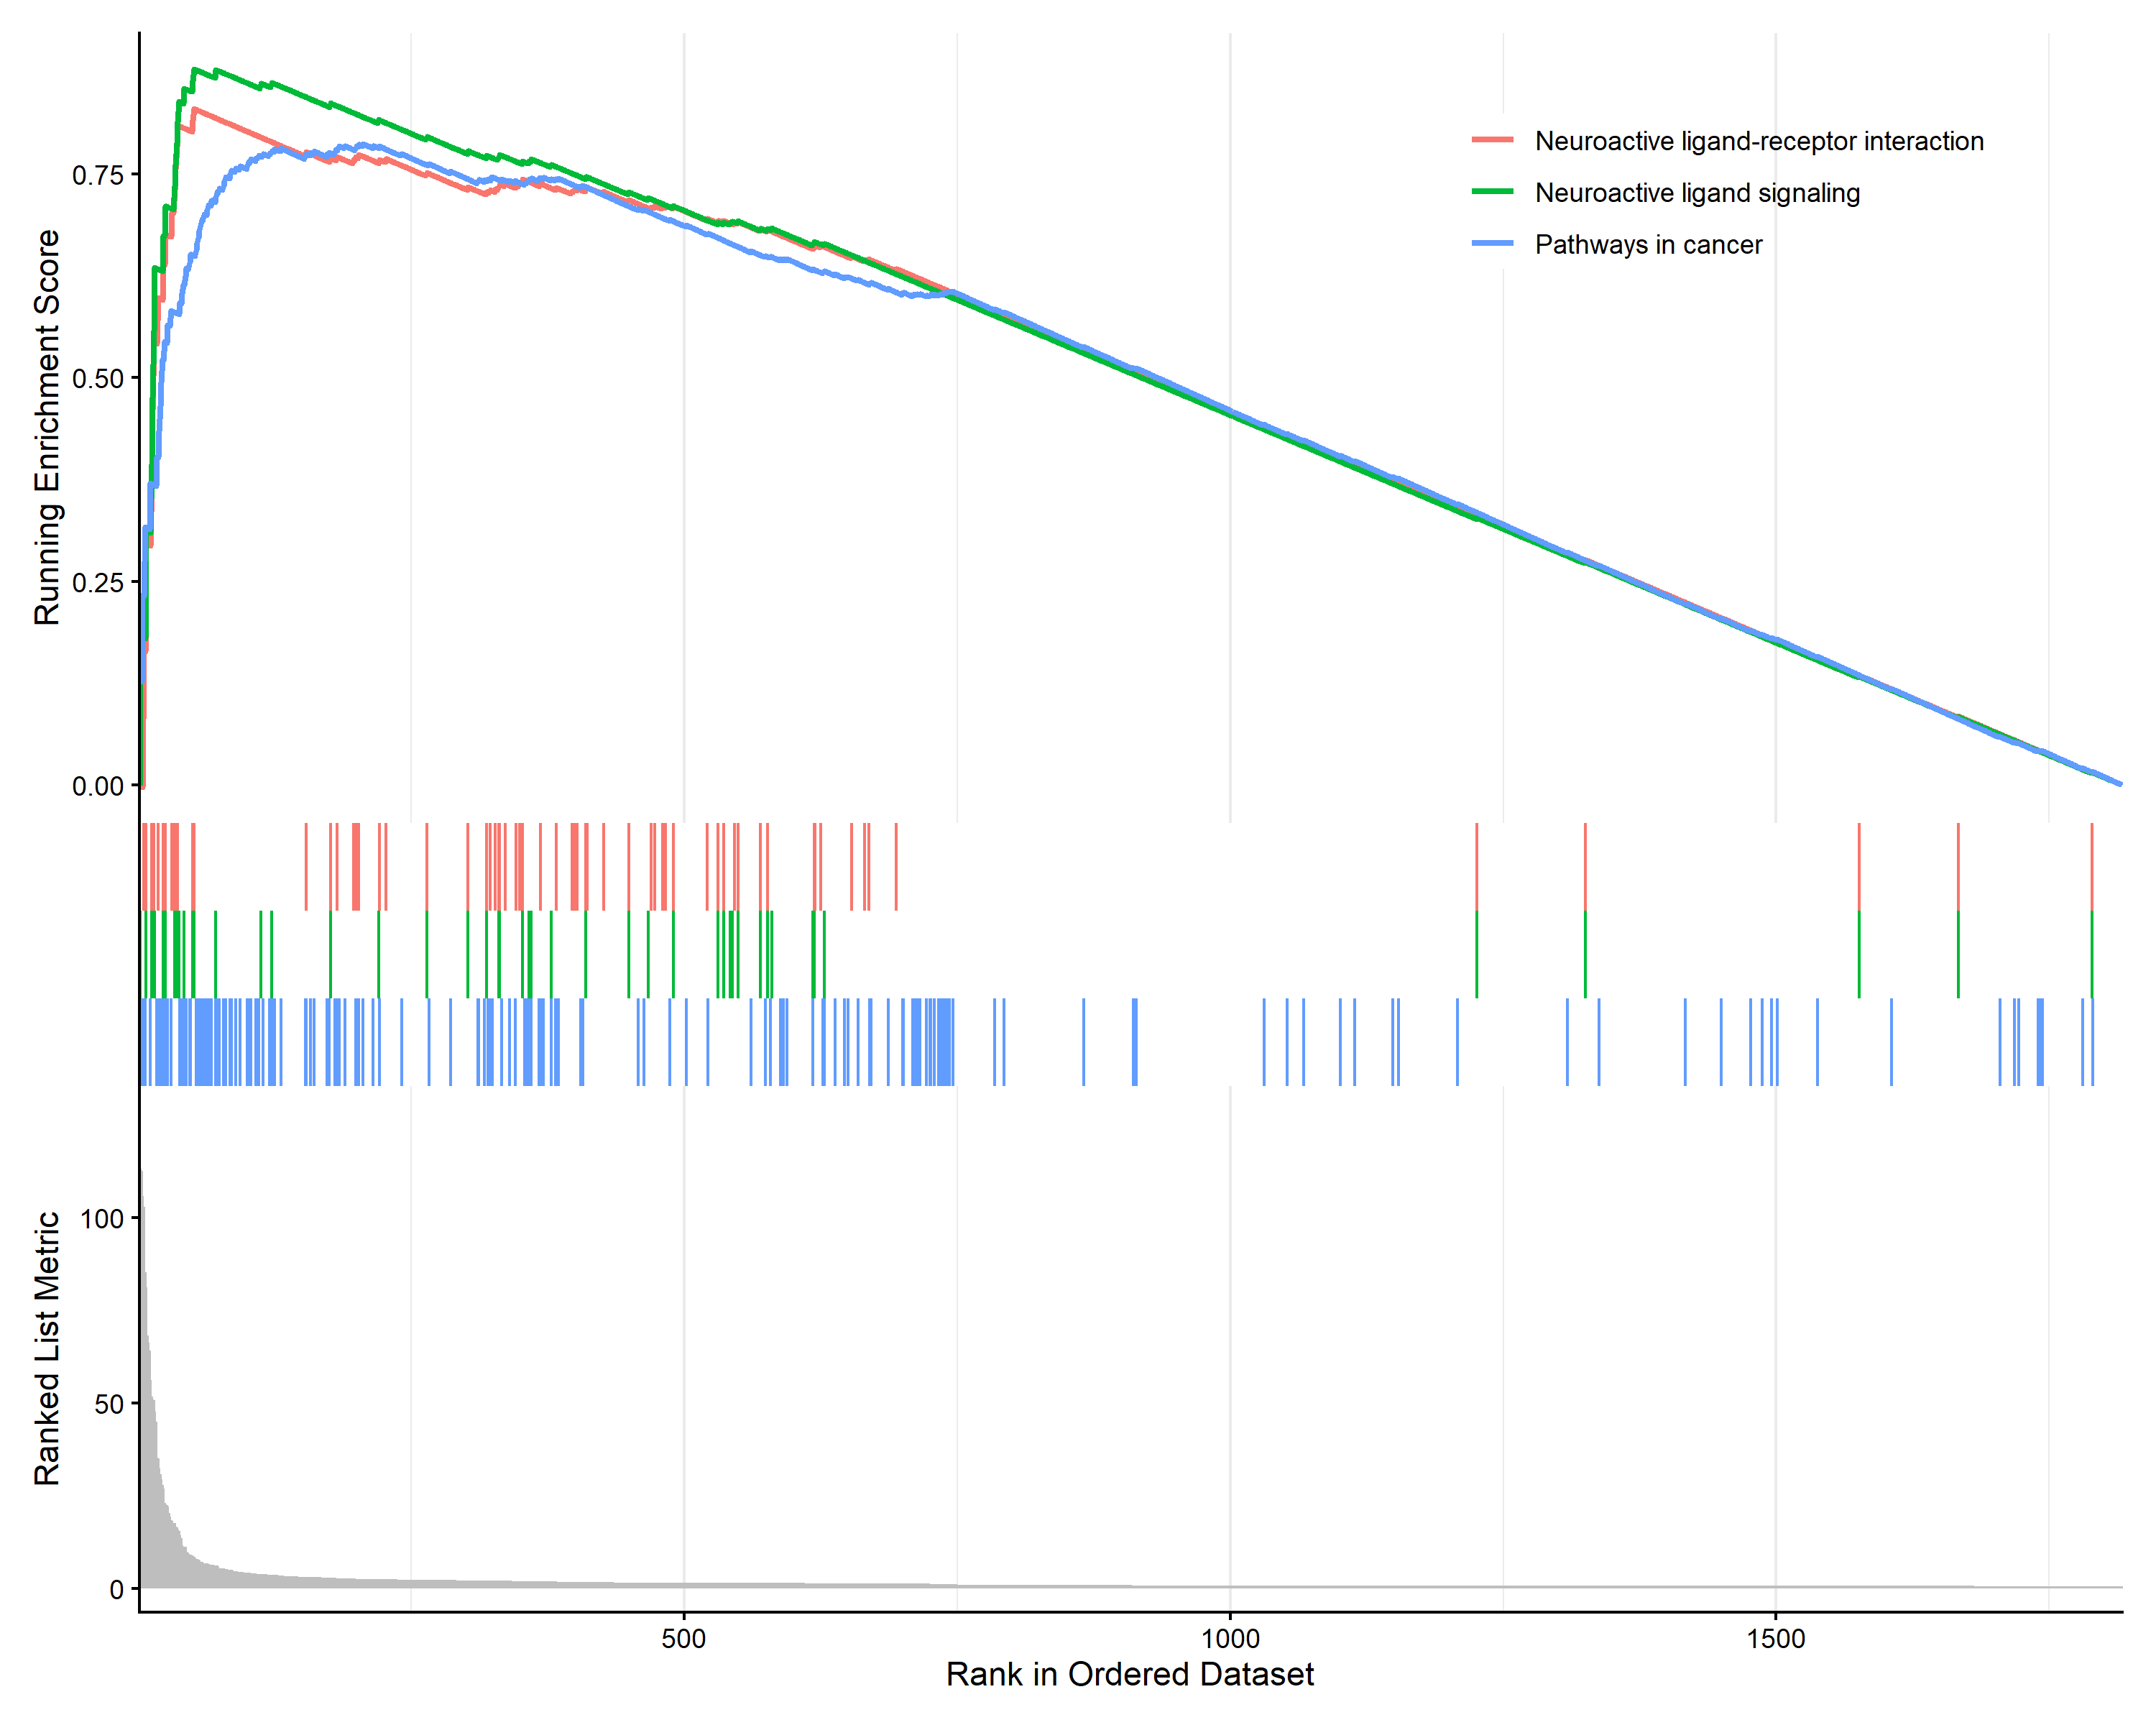 Running Enrichment Score
0.75
0.50
0.25
0.00
Neuroactive ligand-receptor interaction
Neuroactive ligand signaling
Pathways in cancer
Ranked List Metric
100
50
0
500
1000
1500
Rank in Ordered Dataset